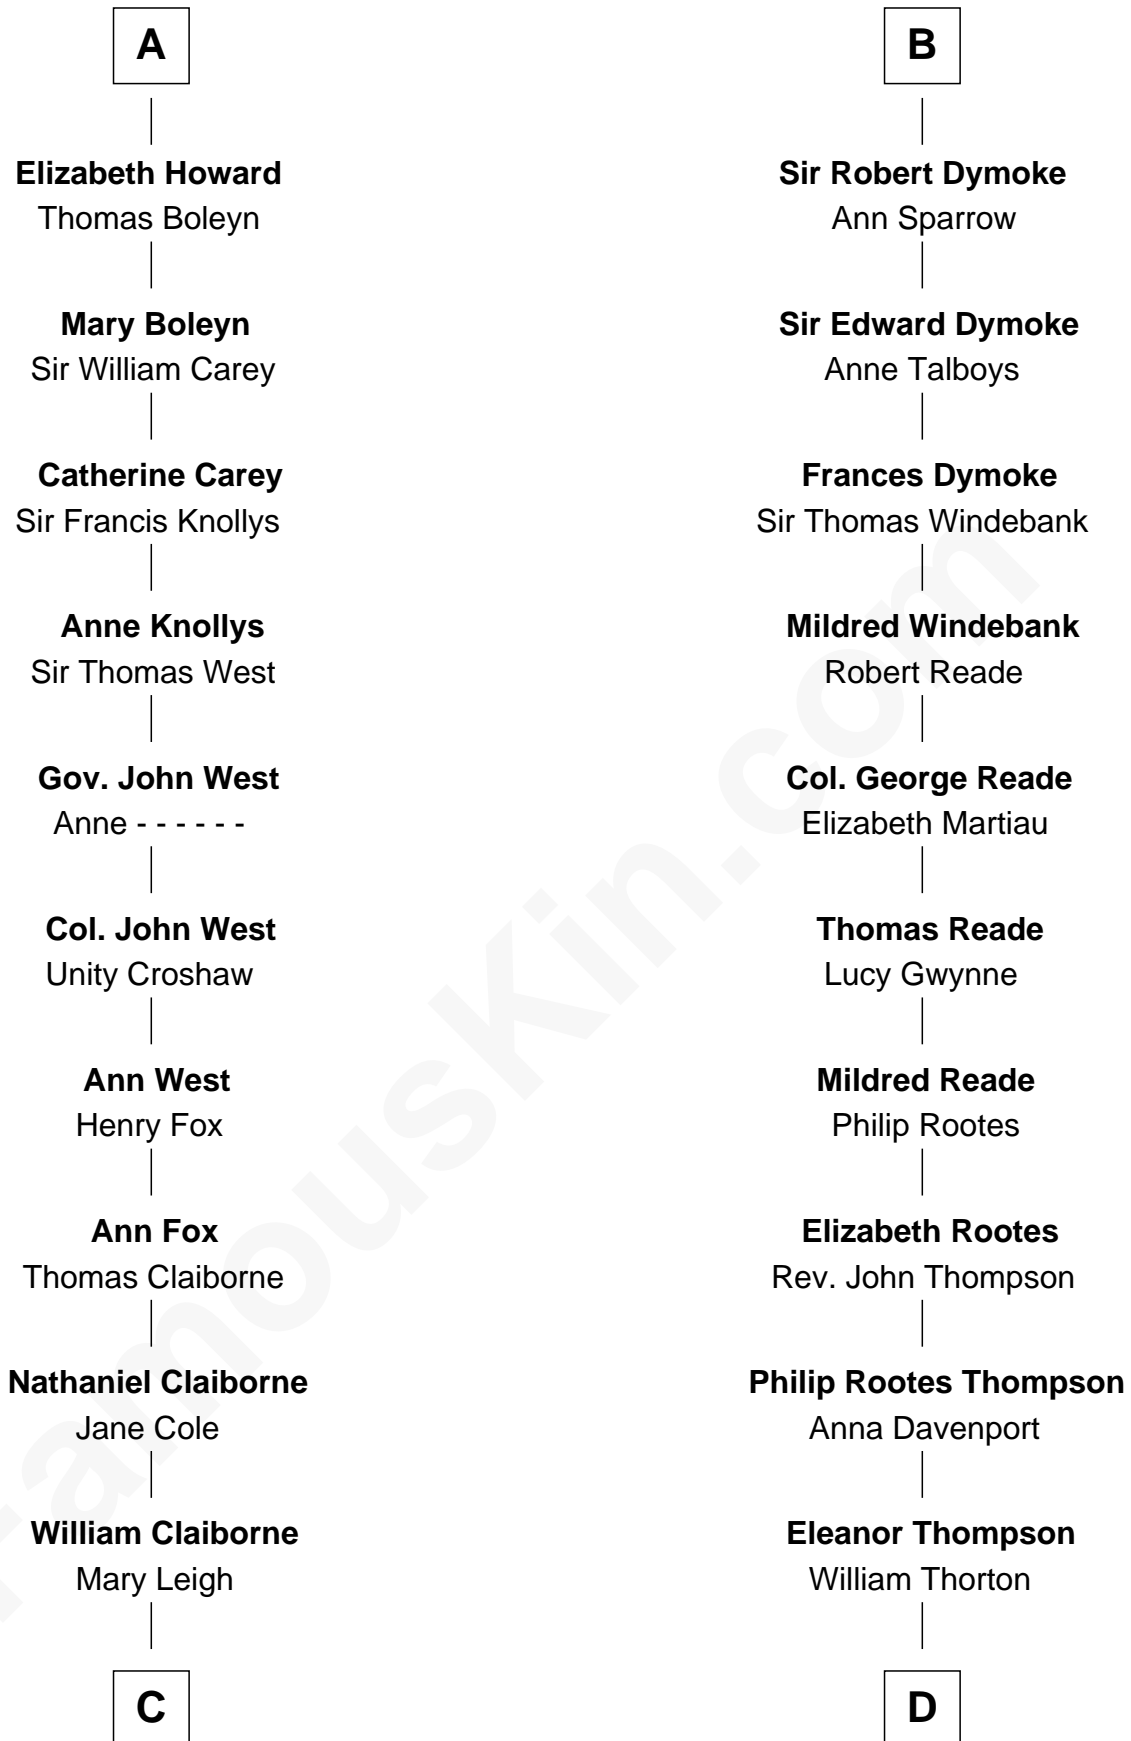 A
Elizabeth Howard
Thomas Boleyn
Mary Boleyn
Sir William Carey
Catherine Carey
Sir Francis Knollys
Anne Knollys
Sir Thomas West
Gov. John West
Anne - - - - - -
Col. John West
Unity Croshaw
Ann West
Henry Fox
Ann Fox
Thomas Claiborne
Nathaniel Claiborne
Jane Cole
William Claiborne
Mary Leigh
C
B
Sir Robert Dymoke
Ann Sparrow
Sir Edward Dymoke
Anne Talboys
Frances Dymoke
Sir Thomas Windebank
Mildred Windebank
Robert Reade
Col. George Reade
Elizabeth Martiau
Thomas Reade
Lucy Gwynne
Mildred Reade
Philip Rootes
Elizabeth Rootes
Rev. John Thompson
Philip Rootes Thompson
Anna Davenport
Eleanor Thompson
William Thorton
D
FamousKin.com